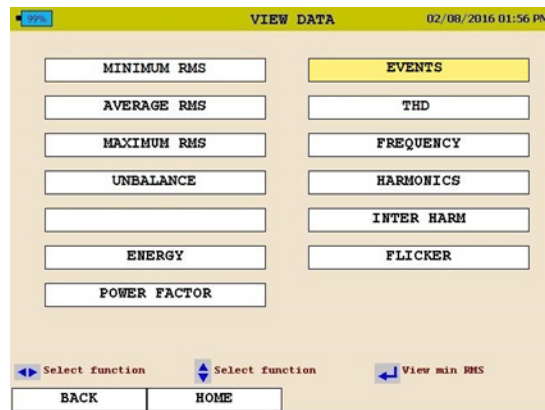 99% VIEW DATA 02/08/2016 01:56 PM
MINIMUM RMS EVENTS
AVERAGE RMS THD
MAXIMUM RMS FREQUENCY
UNBALANCE HARMONICS
INTER HARM
ENERGY FLICKER
POWER FACTOR
Select function Select function View min RMS
BACK HOME